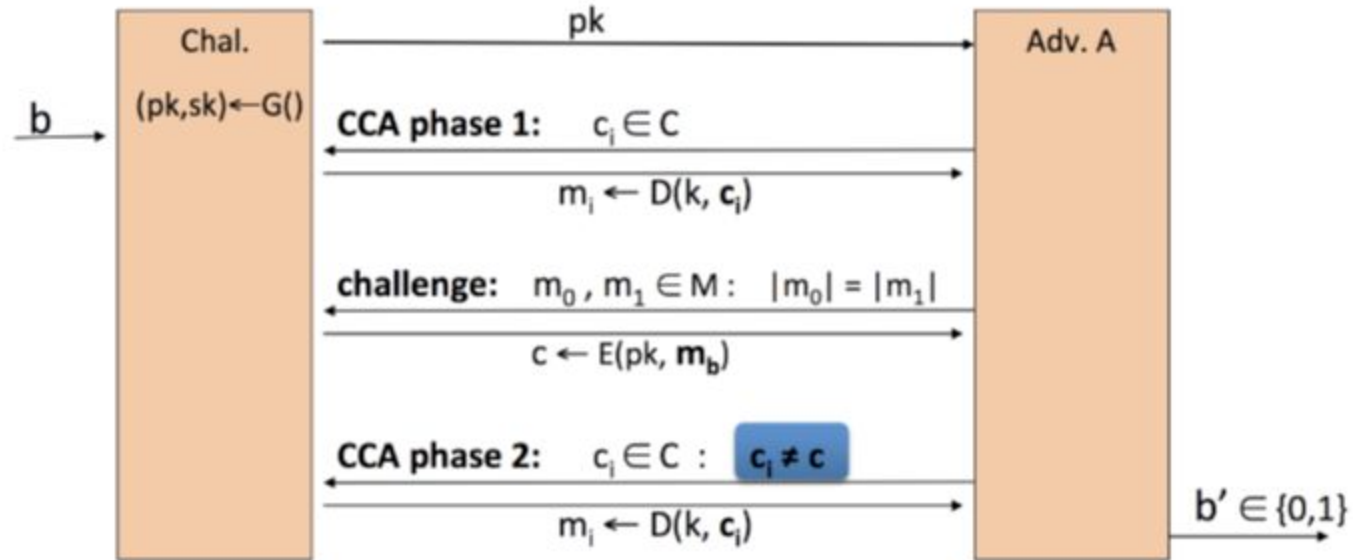 pk
Chal.
Adv. A
b
(pk,sk)←G()
CCA phase 1: cᵢ ∈ C
mᵢ ← D(k, cᵢ)
challenge: m₀ , m₁ ∈ M : |m₀| = |m₁|
c ← E(pk, m_b)
CCA phase 2: cᵢ ∈ C : cᵢ ≠ c
mᵢ ← D(k, cᵢ)
b’ ∈ {0,1}